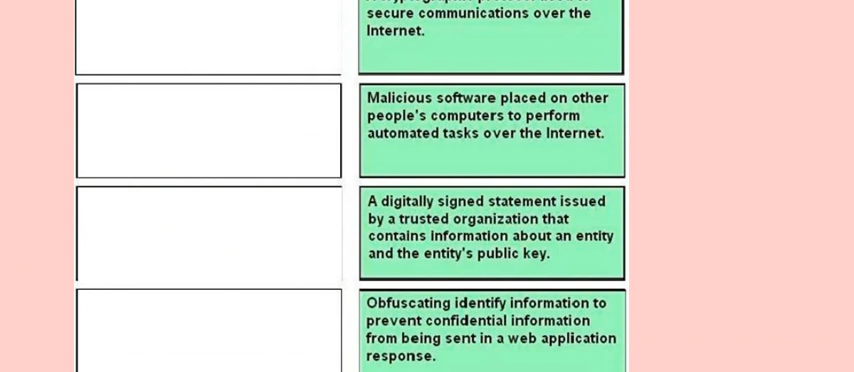 secure communications over the
Internet.
Malicious software placed on other
people's computers to perform
automated tasks over the Internet.
A digitally signed statement issued
by a trusted organization that
contains information about an entity
and the entity's public key.
Obfuscating identify information to
prevent confidential information
from being sent in a web application
response.